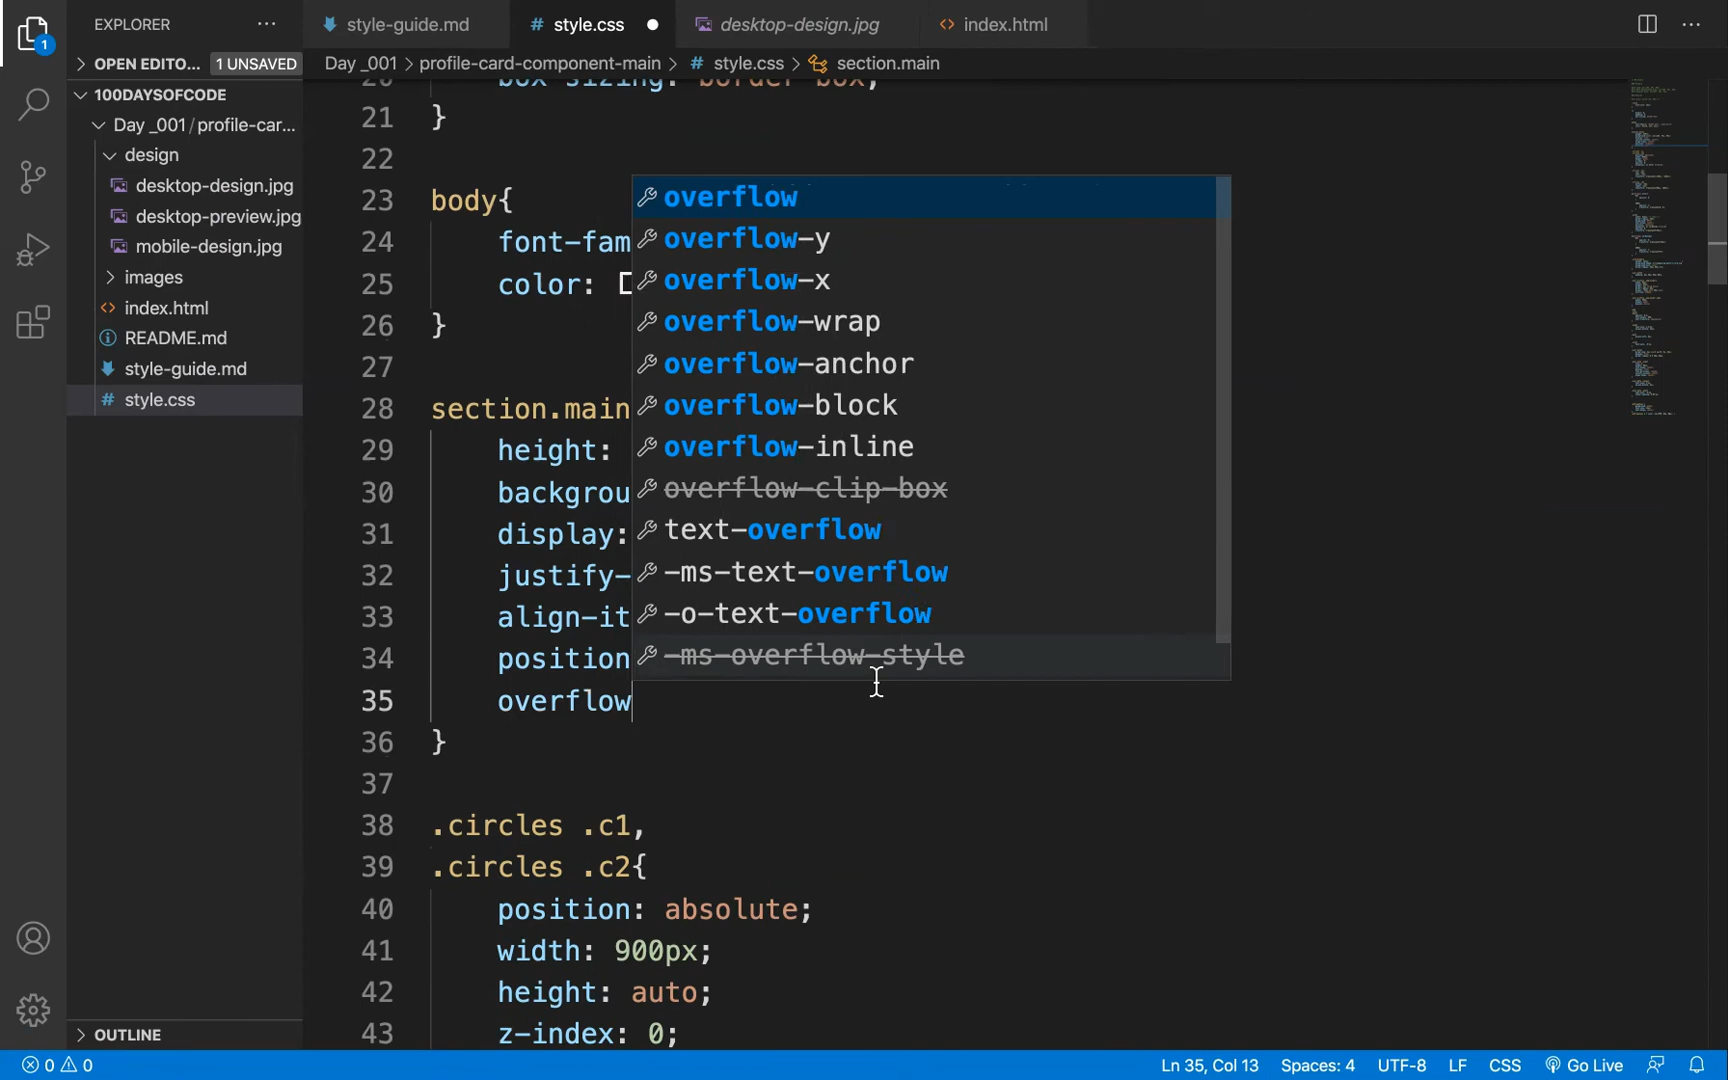 EXPLORER
···
style-guide.md
# style.css
desktop-design.jpg
<> index.html
···
1
OPEN EDITO... 1 UNSAVED
Day _001 > profile-card-component-main > # style.css > section.main
100DAYSOFCODE
Day _001 / profile-car...
design
desktop-design.jpg
desktop-preview.jpg
mobile-design.jpg
images
<> index.html
README.md
style-guide.md
# style.css
20 box-sizing: border-box;
21 }
22
23 body{
24 font-fam
25 color:
26 }
27
28 section.main
29 height:
30 backgrou
31 display:
32 justify-
33 align-it
34 position
35 overflow
36 }
37
38 .circles .c1,
39 .circles .c2{
40 position: absolute;
41 width: 900px;
42 height: auto;
43 z-index: 0;
overflow
overflow-y
overflow-x
overflow-wrap
overflow-anchor
overflow-block
overflow-inline
overflow-clip-box
text-overflow
-ms-text-overflow
-o-text-overflow
-ms-overflow-style
OUTLINE
0 0
Ln 35, Col 13
Spaces: 4
UTF-8
LF
CSS
Go Live